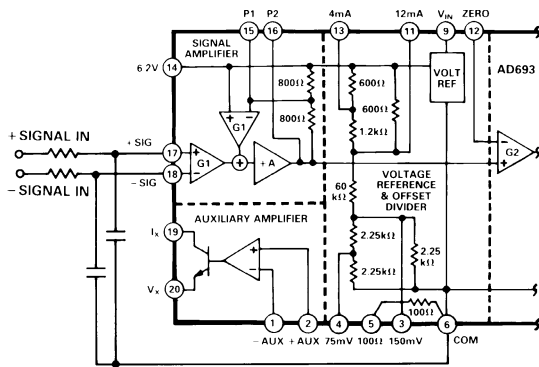 P1 P2 4mA 12mA VIN ZERO
15 16 13 11 9 12
SIGNAL AMPLIFIER
AD693
6 2V 14
800Ω 600Ω VOLT REF
800Ω 600Ω
1.2kΩ
G1
+ SIGNAL IN + SIG 17 G1 + +A G2
− SIGNAL IN − SIG 18
60 kΩ
VOLTAGE REFERENCE & OFFSET DIVIDER
AUXILIARY AMPLIFIER
IX 19
2.25kΩ 2.25 kΩ
2.25kΩ
VX 20
100Ω
1 2 4 5 3 6
− AUX + AUX 75mV 100Ω 150mV COM